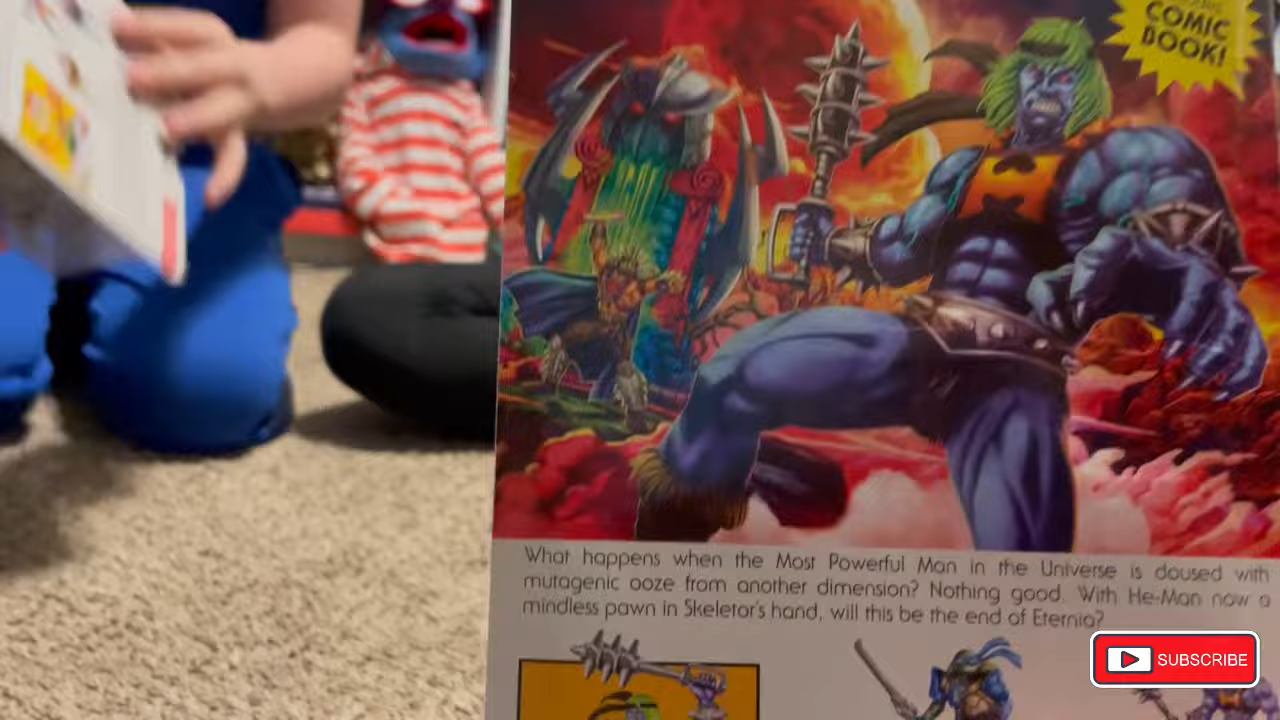 COMIC
BOOK!
What happens when the Most Powerful Man in the Universe is doused with
mutagenic ooze from another dimension? Nothing good. With He-Man now a
mindless pawn in Skeletor's hand, will this be the end of Eternia?
SUBSCRIBE